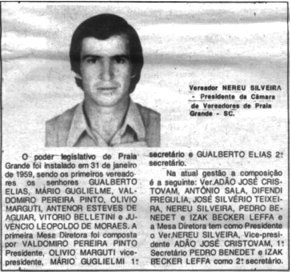 Vereador NEREU SILVEIRA
- Presidente da Câmara
de Vereadores de Praia
Grande - SC.
O poder legislativo de Praia
Grande foi instalado em 31 de janeiro
de 1959, sendo os primeiros vereado-
res os senhores GUALBERTO
ELIAS, MÁRIO GUGLIELME, VAL-
DOMIRO PEREIRA PINTO, OLIVIO
MARGUTI, ANTENOR ESTEVES DE
AGUIAR, VITORIO BELLETTINI e JU-
VENCIO LEOPOLDO DE MORAES. A
primeira Mesa Diretora foi composta
por VALDOMIRO PEREIRA PINTO
Presidente, OLIVIO MARGUTI vice-
presidente, MÁRIO GUGLIELMI 1º
secretário e GUALBERTO ELIAS 2º
secretário.
Na atual gestão a composição
é a seguinte: Ver.ADÃO JOSÉ CRIS-
TOVAM, ANTÔNIO SALA, DIFENDI
FREGULIA, JOSÉ SILVÉRIO TEIXEI-
RA, NEREU SILVEIRA, PEDRO BE-
NEDET e IZAK BECKER LEFFA e
a Mesa Diretora tem como Presidente
o Ver.NEREU SILVEIRA, Vice-presi-
dente ADÃO JOSÉ CRISTOVAM, 1º
Secretário PEDRO BENEDET e IZAK
BECKER LEFFA como 2º secretário.